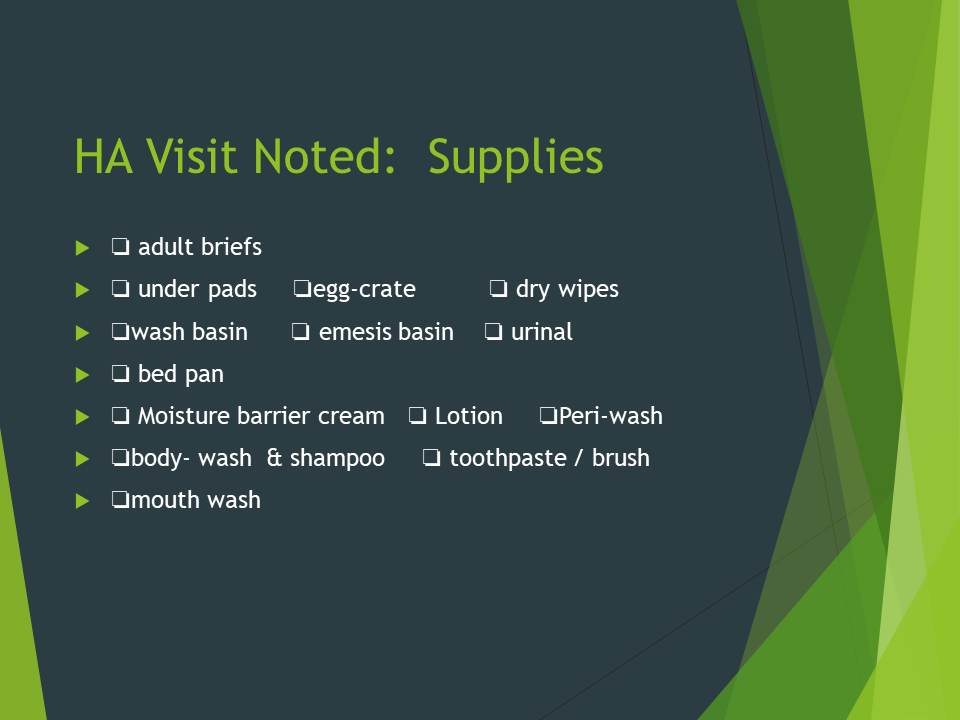 HA Visit Noted:  Supplies
❑ adult briefs
❑ under pads ❑egg-crate ❑ dry wipes
❑wash basin ❑ emesis basin ❑ urinal
❑ bed pan
❑ Moisture barrier cream ❑ Lotion ❑Peri-wash
❑body- wash  & shampoo ❑ toothpaste / brush
❑mouth wash